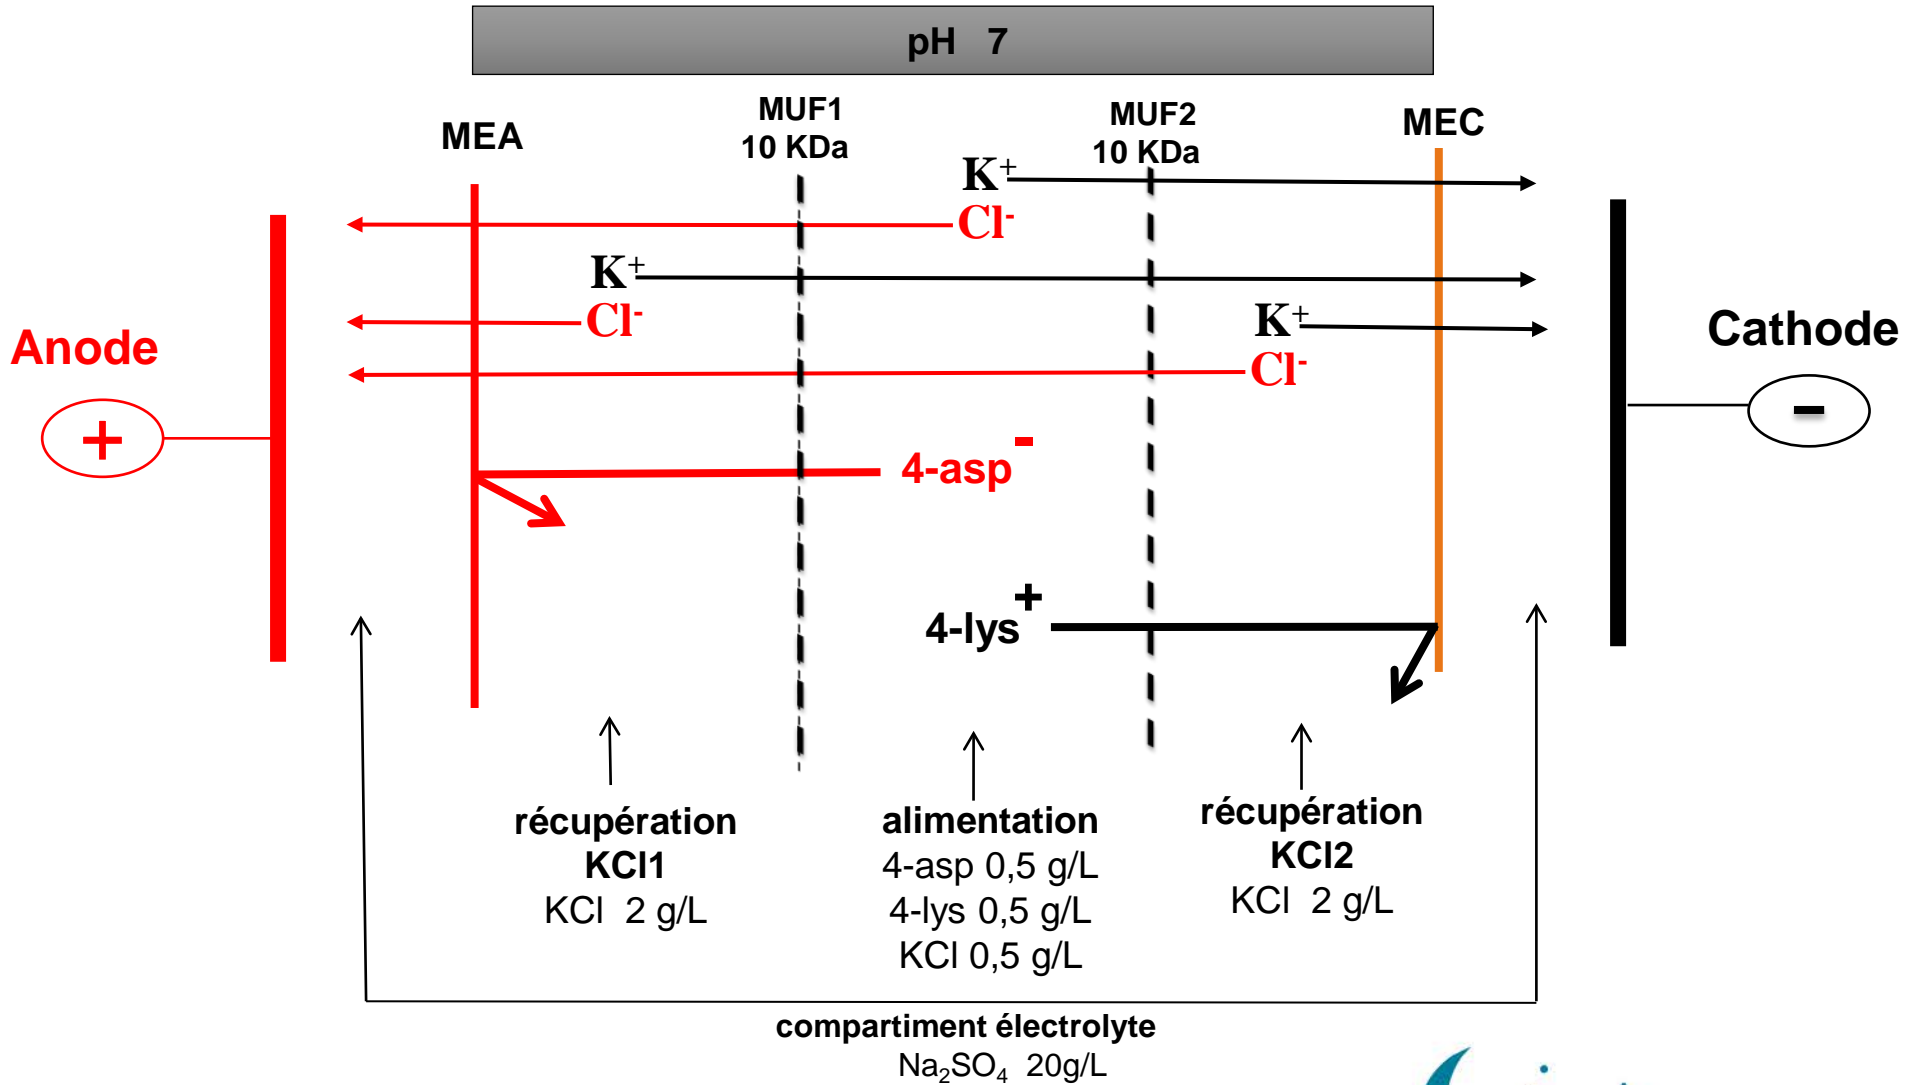 pH 7
MEA
MUF1
10 KDa
MUF2
10 KDa
MEC
K⁺
Cl⁻
K⁺
Cl⁻
K⁺
Cl⁻
Anode
+
Cathode
-
4-asp⁻
4-lys⁺
récupération
KCl1
KCl 2 g/L
alimentation
4-asp 0,5 g/L
4-lys 0,5 g/L
KCl 0,5 g/L
récupération
KCl2
KCl 2 g/L
compartiment électrolyte
Na₂SO₄ 20g/L